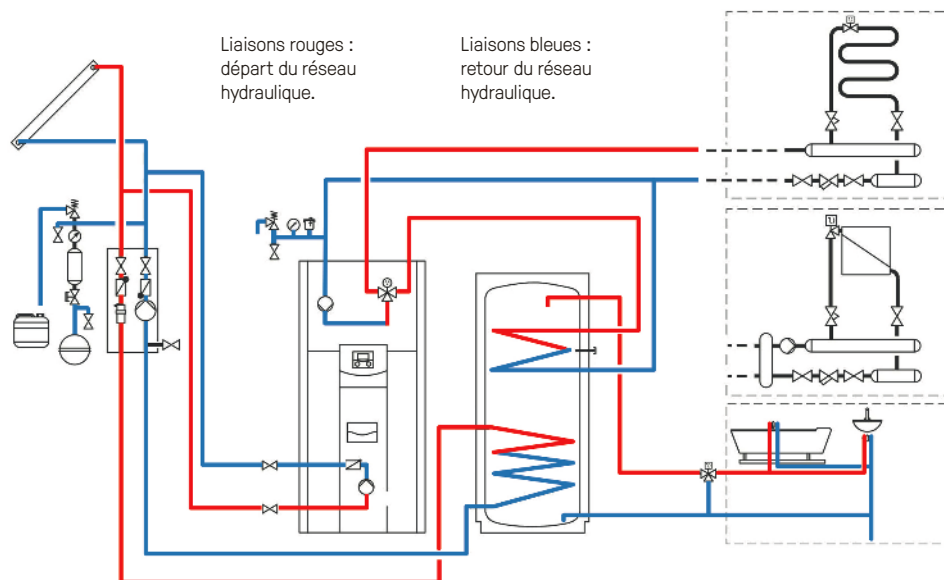 Liaisons rouges :
départ du réseau
hydraulique.
Liaisons bleues :
retour du réseau
hydraulique.